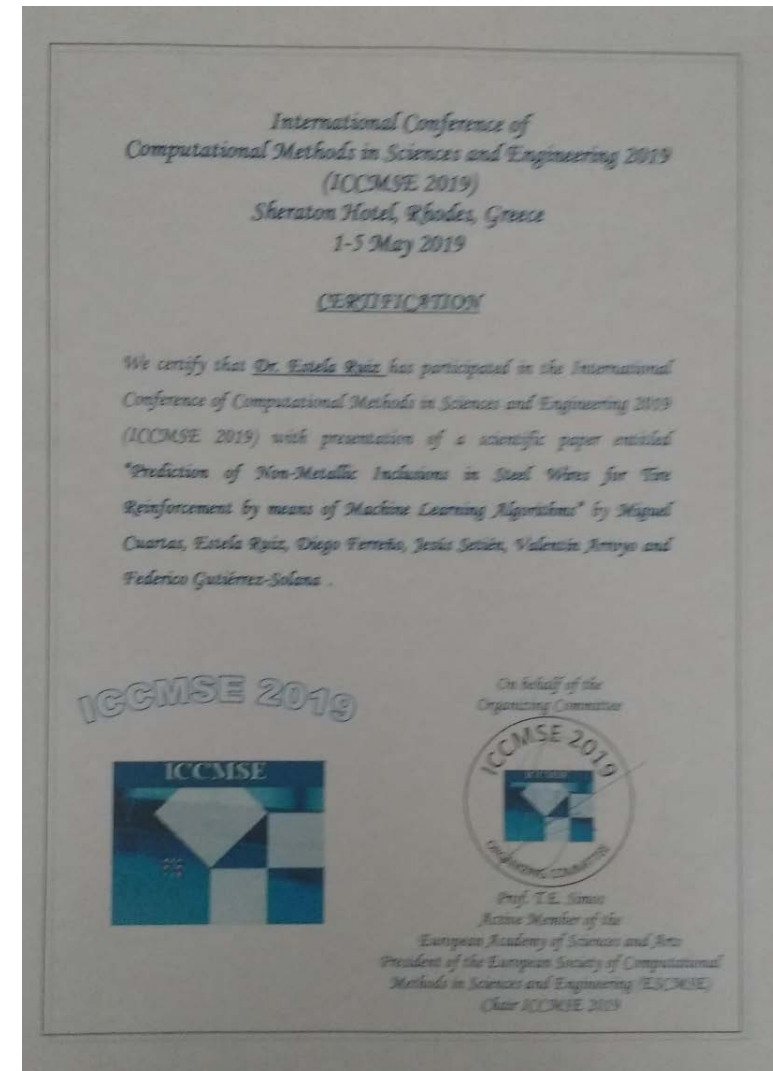 International Conference of
Computational Methods in Sciences and Engineering 2019
(ICCMSE 2019)
Sheraton Hotel, Rhodes, Greece
1-5 May 2019
CERTIFICATION
We certify that Dr. Estela Ruiz has participated in the International
Conference of Computational Methods in Sciences and Engineering 2019
(ICCMSE 2019) with presentation of a scientific paper entitled
"Prediction of Non-Metallic Inclusions in Steel Wires for Tire
Reinforcement by means of Machine Learning Algorithms" by Miguel
Cuartas, Estela Ruiz, Diego Ferreño, Jesús Setién, Valentín Arroyo and
Federico Gutiérrez-Solana .
ICCMSE 2019
ICCMSE
On behalf of the
Organizing Committee
ICCMSE 2019
ICCMSE
ORGANIZING COMMITTEE
Prof. T.E. Simos
Active Member of the
European Academy of Sciences and Arts
President of the European Society of Computational
Methods in Sciences and Engineering (ESCMSE)
Chair ICCMSE 2019